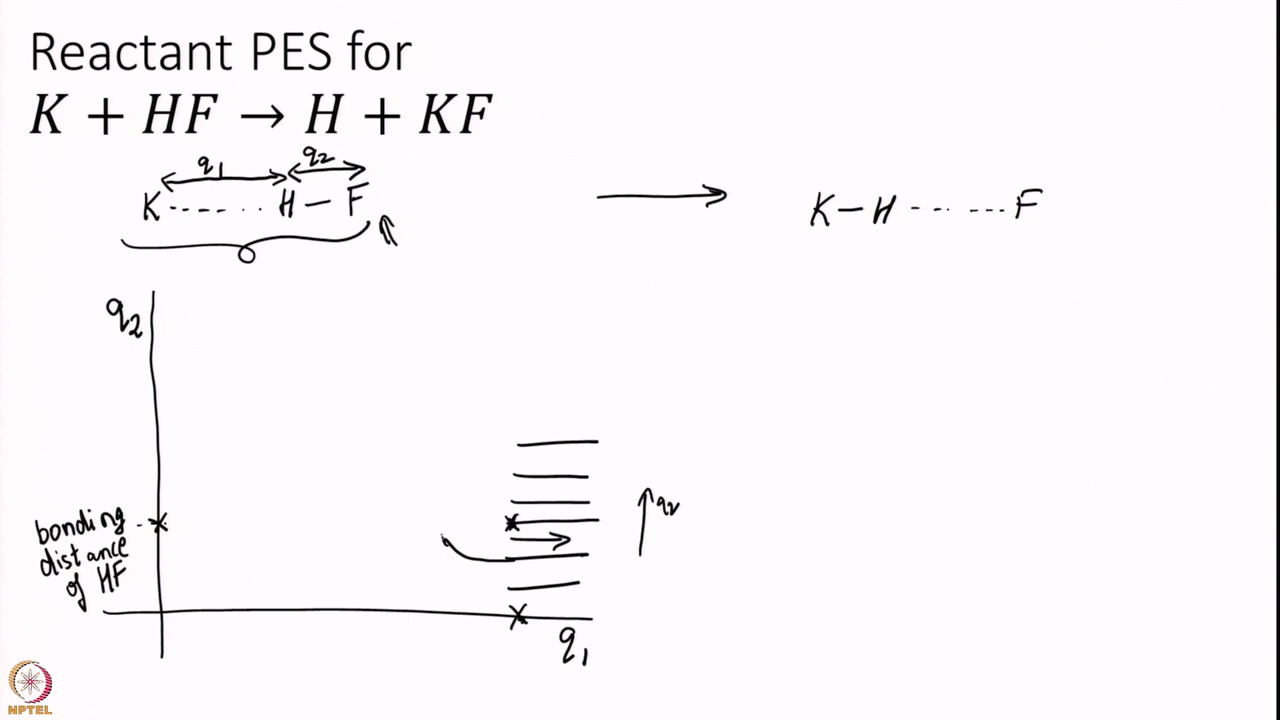 Reactant PES for
K + HF → H + KF
q1 q2
K ....... H – F → K – H ....... F
q2
q2
bonding
distance
of HF
q1
NPTEL